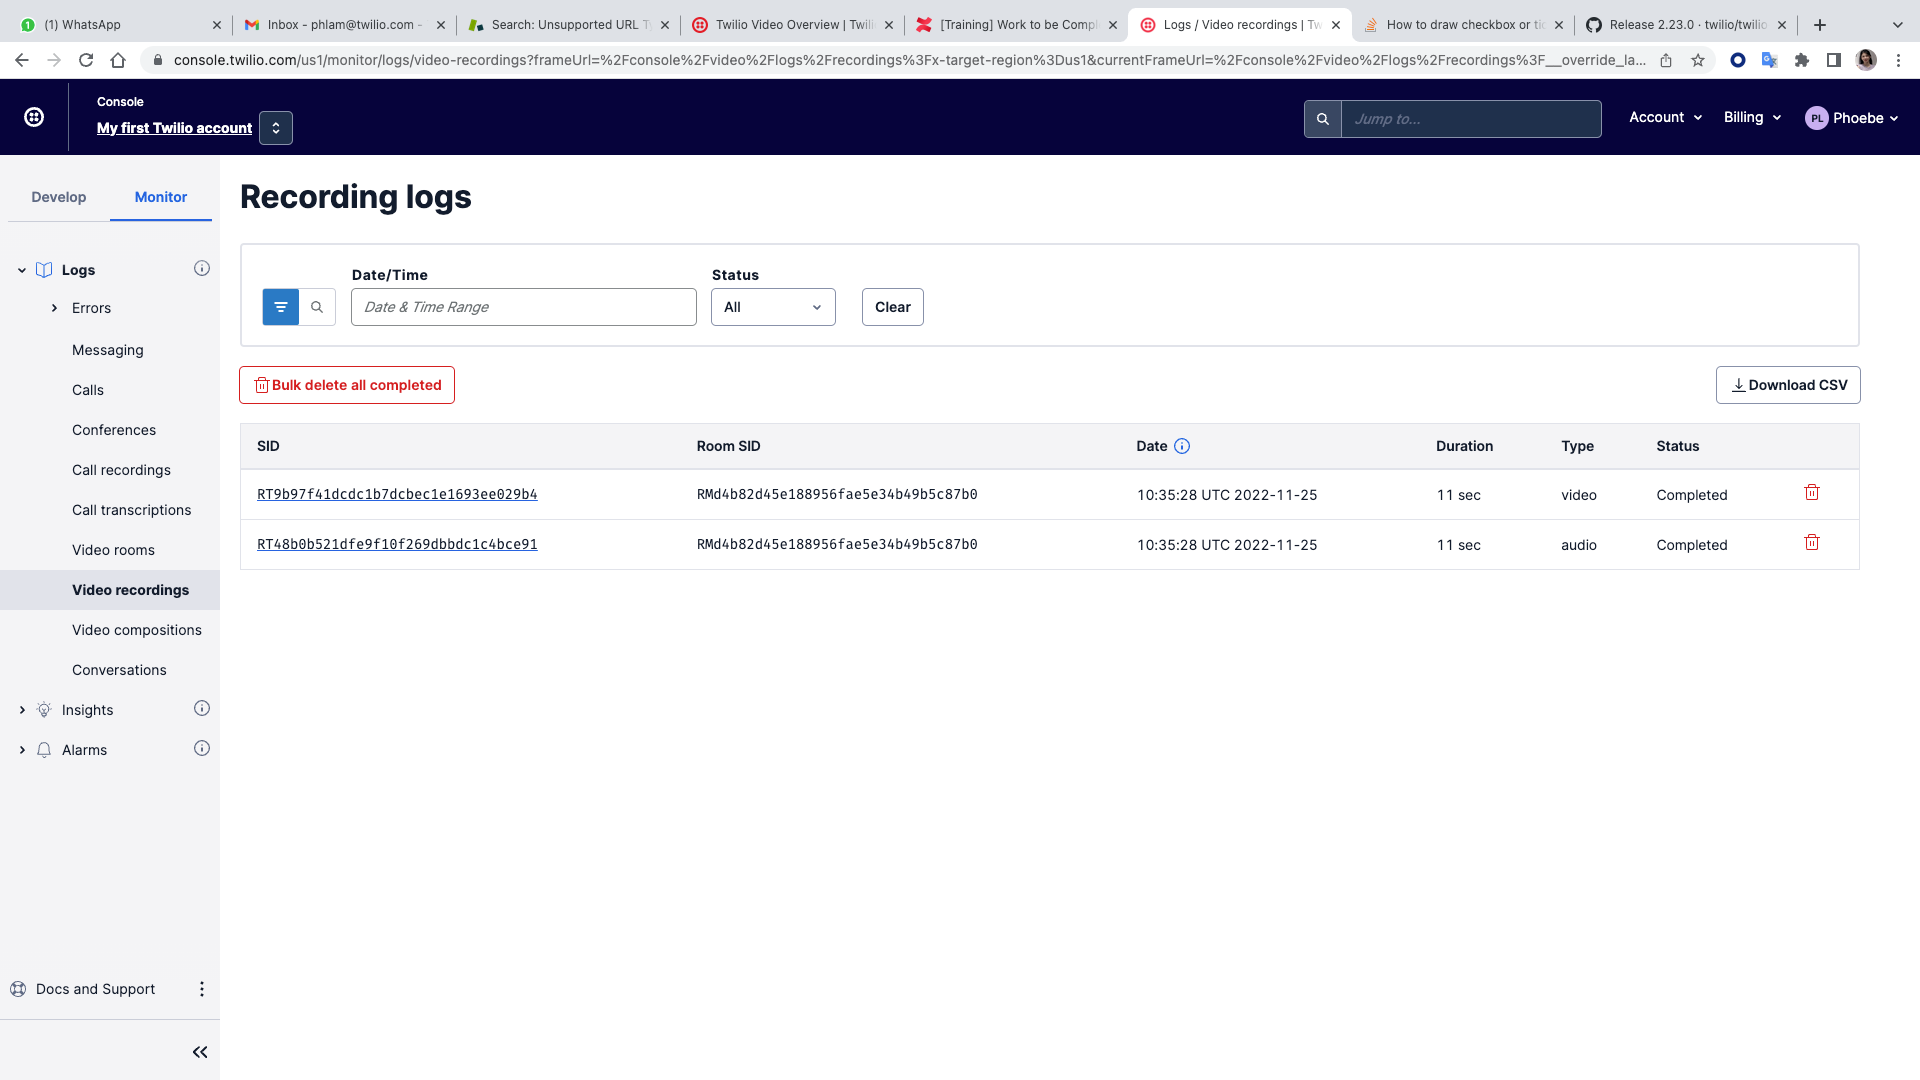 (1) WhatsApp
Inbox - phlam@twilio.com -
Search: Unsupported URL Ty
Twilio Video Overview | Twili
[Training] Work to be Comple
Logs / Video recordings | Tw
How to draw checkbox or tic
Release 2.23.0 · twilio/twilio
console.twilio.com/us1/monitor/logs/video-recordings?frameUrl=%2Fconsole%2Fvideo%2Flogs%2Frecordings%3Fx-target-region%3Dus1&currentFrameUrl=%2Fconsole%2Fvideo%2Flogs%2Frecordings%3F__override_la...
Console
My first Twilio account
Jump to...
Account
Billing
PL Phoebe
Develop
Monitor
Logs
Errors
Messaging
Calls
Conferences
Call recordings
Call transcriptions
Video rooms
Video recordings
Video compositions
Conversations
Insights
Alarms
Docs and Support
Recording logs
Date/Time
Status
Date & Time Range
All
Clear
Bulk delete all completed
Download CSV
SID Room SID Date Duration Type Status
RT9b97f41dcdc1b7dcbec1e1693ee029b4 RMd4b82d45e188956fae5e34b49b5c87b0 10:35:28 UTC 2022-11-25 11 sec video Completed
RT48b0b521dfe9f10f269dbbdc1c4bce91 RMd4b82d45e188956fae5e34b49b5c87b0 10:35:28 UTC 2022-11-25 11 sec audio Completed